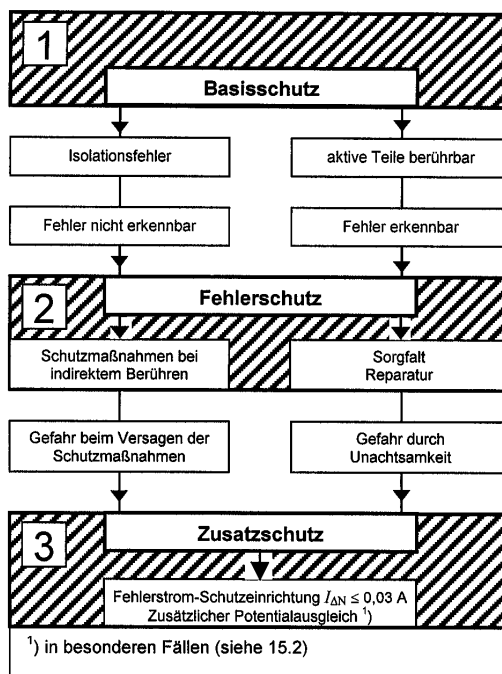 1
Basisschutz
Isolationsfehler
aktive Teile berührbar
Fehler nicht erkennbar
Fehler erkennbar
2
Fehlerschutz
Schutzmaßnahmen bei
indirektem Berühren
Sorgfalt
Reparatur
Gefahr beim Versagen der
Schutzmaßnahmen
Gefahr durch
Unachtsamkeit
3
Zusatzschutz
Fehlerstrom-Schutzeinrichtung IΔN ≤ 0,03 A
Zusätzlicher Potentialausgleich ¹)
¹) in besonderen Fällen (siehe 15.2)